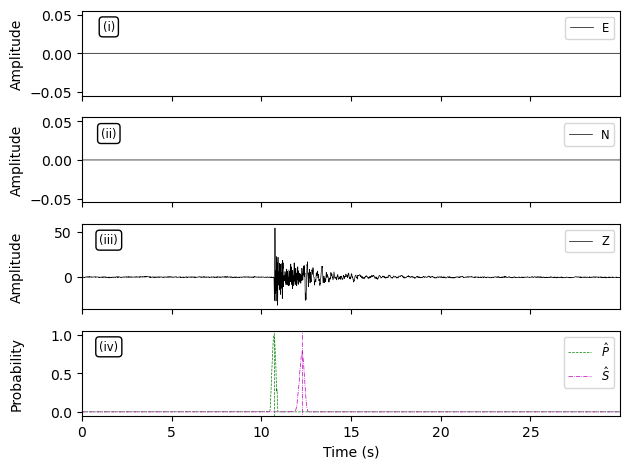 0.05
0.00
−0.05
Amplitude
(i)
E
0.05
0.00
−0.05
Amplitude
(ii)
N
50
0
Amplitude
(iii)
Z
1.0
0.5
0.0
Probability
(iv)
P̂
Ŝ
0 5 10 15 20 25
Time (s)